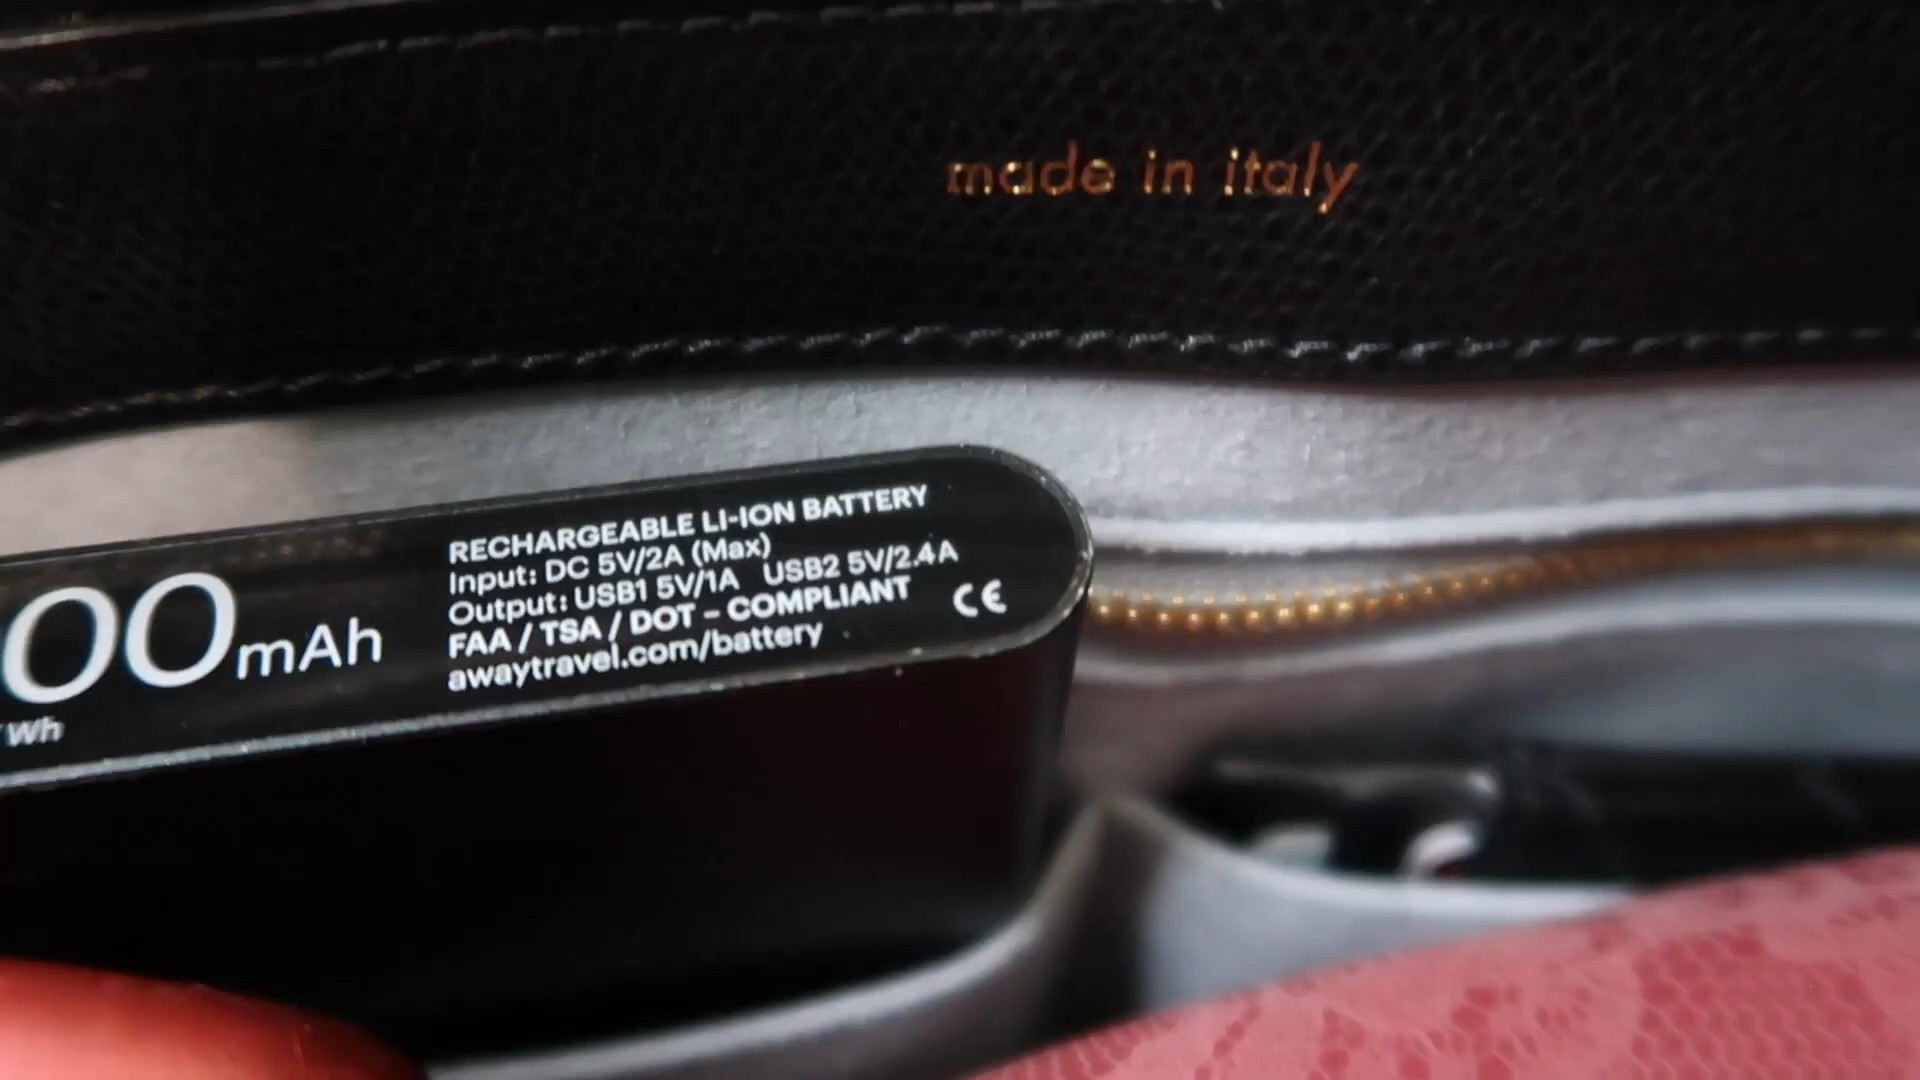 made in italy
00mAh
Wh
RECHARGEABLE LI-ION BATTERY
Input: DC 5V/2A (Max)
Output: USB1 5V/1A USB2 5V/2.4A
FAA / TSA / DOT - COMPLIANT
awaytravel.com/battery
CE